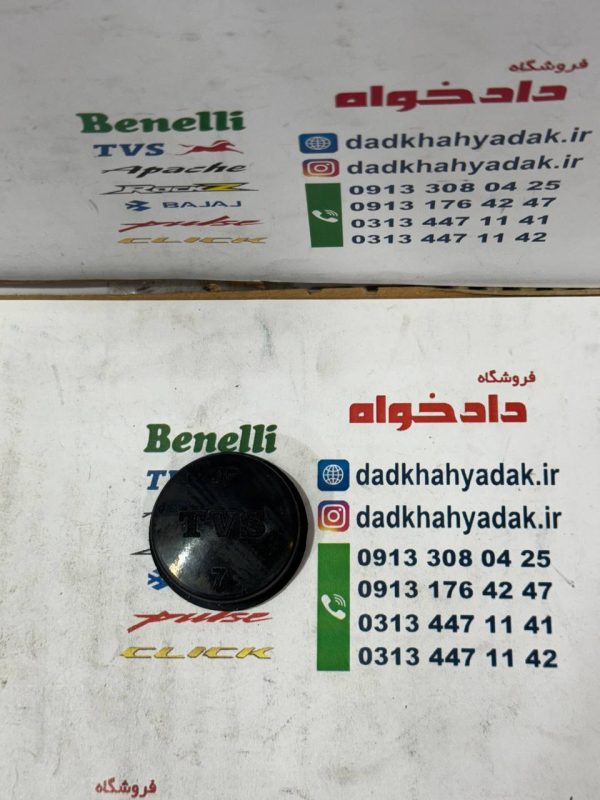 فروشگاه
دادخواه
Benelli
TVS
Apache
RockZ
BAJAJ
pulse
CLICK
dadkhahyadak.ir
dadkhahyadak.ir
0913 308 04 25
0913 176 42 47
0313 447 11 41
0313 447 11 42
فروشگاه
دادخواه
Benelli
TV
pulse
CLICK
dadkhahyadak.ir
dadkhahyadak.ir
0913 308 04 25
0913 176 42 47
0313 447 11 41
0313 447 11 42
TVS
7
فروشگاه